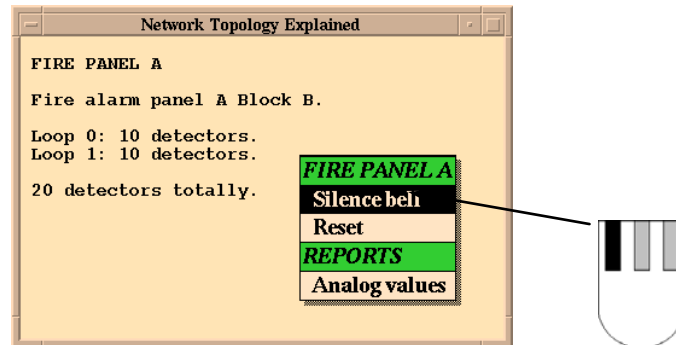 Network Topology Explained
FIRE PANEL A
Fire alarm panel A Block B.
Loop 0: 10 detectors.
Loop 1: 10 detectors.
20 detectors totally.
FIRE PANEL A
Silence bell
Reset
REPORTS
Analog values